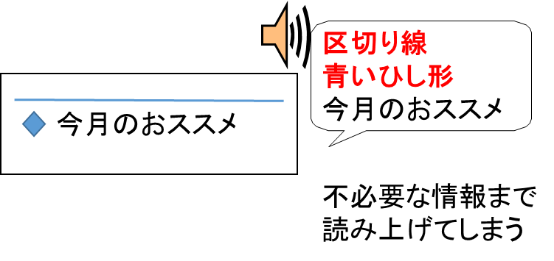 区切り線
青いひし形
今月のおススメ
今月のおススメ
不必要な情報まで
読み上げてしまう